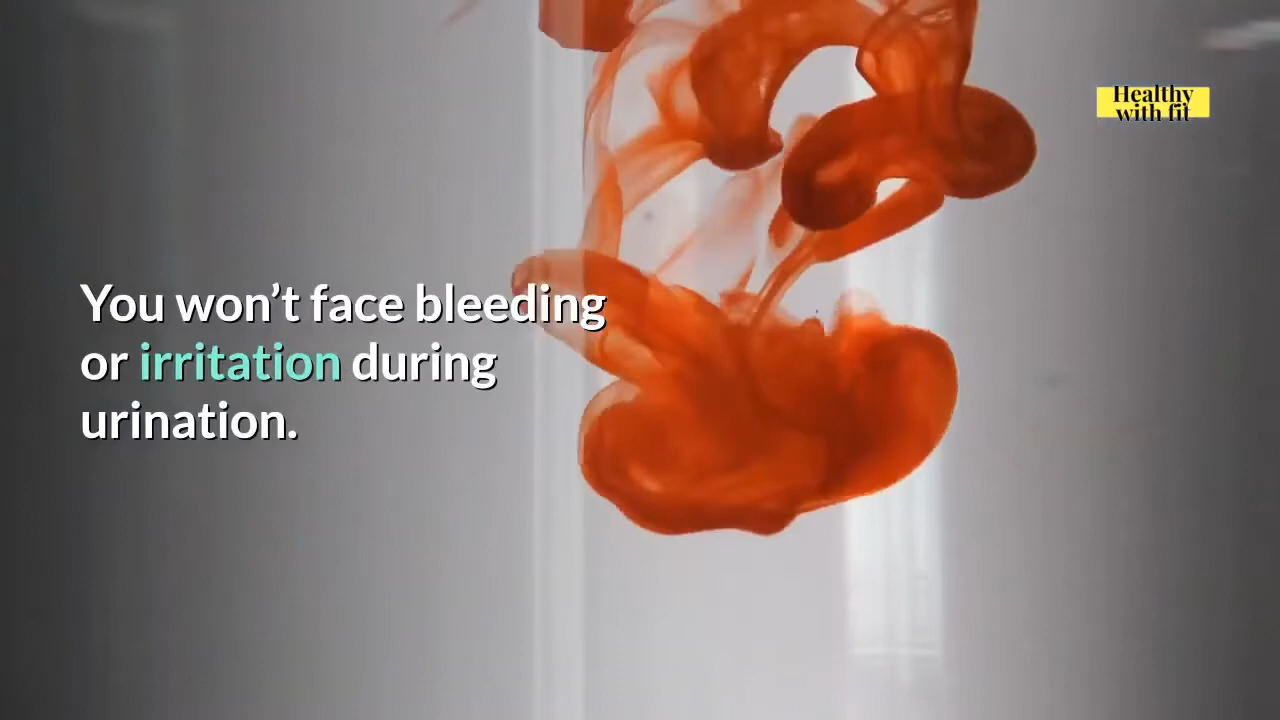 Healthy
with fit
You won’t face bleeding
or irritation during
urination.